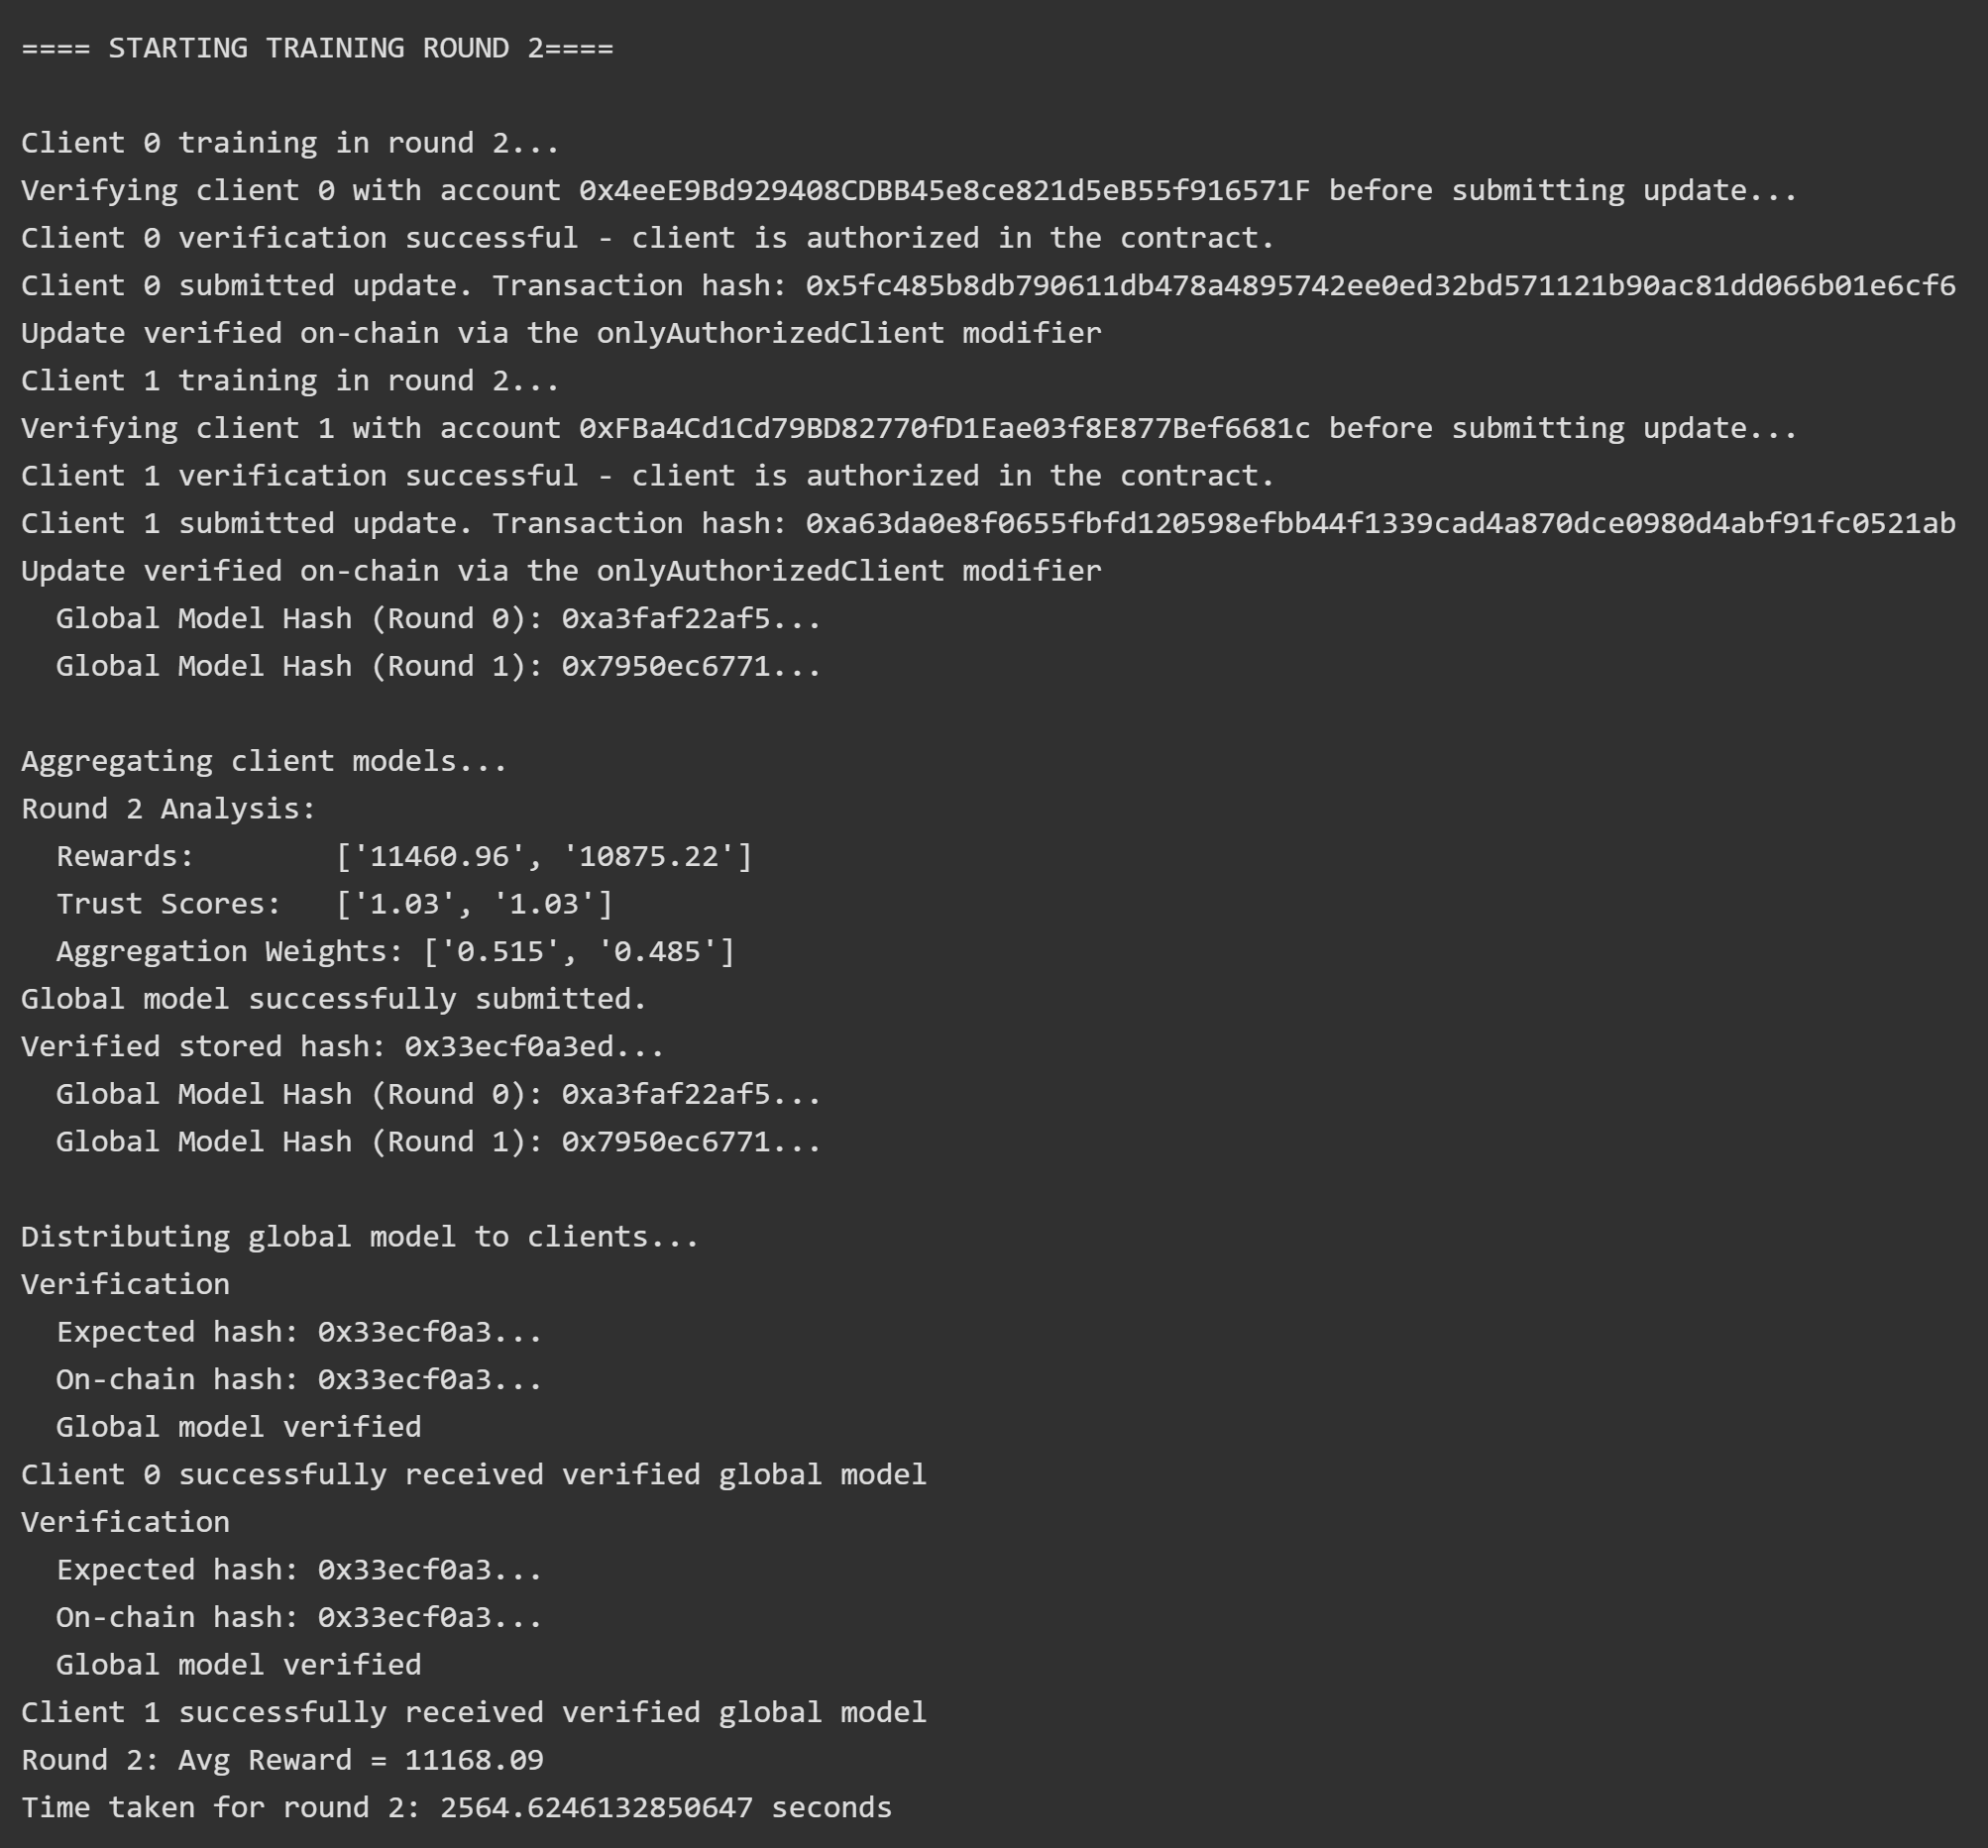 ==== STARTING TRAINING ROUND 2====
Client 0 training in round 2...
Verifying client 0 with account 0x4eeE9Bd929408CDBB45e8ce821d5eB55f916571F before submitting update...
Client 0 verification successful - client is authorized in the contract.
Client 0 submitted update. Transaction hash: 0x5fc485b8db790611db478a4895742ee0ed32bd571121b90ac81dd066b01e6cf6
Update verified on-chain via the onlyAuthorizedClient modifier
Client 1 training in round 2...
Verifying client 1 with account 0xFBa4Cd1Cd79BD82770fD1Eae03f8E877Bef6681c before submitting update...
Client 1 verification successful - client is authorized in the contract.
Client 1 submitted update. Transaction hash: 0xa63da0e8f0655fbfd120598efbb44f1339cad4a870dce0980d4abf91fc0521ab
Update verified on-chain via the onlyAuthorizedClient modifier
Global Model Hash (Round 0): 0xa3faf22af5...
Global Model Hash (Round 1): 0x7950ec6771...
Aggregating client models...
Round 2 Analysis:
Rewards: ['11460.96', '10875.22']
Trust Scores: ['1.03', '1.03']
Aggregation Weights: ['0.515', '0.485']
Global model successfully submitted.
Verified stored hash: 0x33ecf0a3ed...
Global Model Hash (Round 0): 0xa3faf22af5...
Global Model Hash (Round 1): 0x7950ec6771...
Distributing global model to clients...
Verification
Expected hash: 0x33ecf0a3...
On-chain hash: 0x33ecf0a3...
Global model verified
Client 0 successfully received verified global model
Verification
Expected hash: 0x33ecf0a3...
On-chain hash: 0x33ecf0a3...
Global model verified
Client 1 successfully received verified global model
Round 2: Avg Reward = 11168.09
Time taken for round 2: 2564.6246132850647 seconds